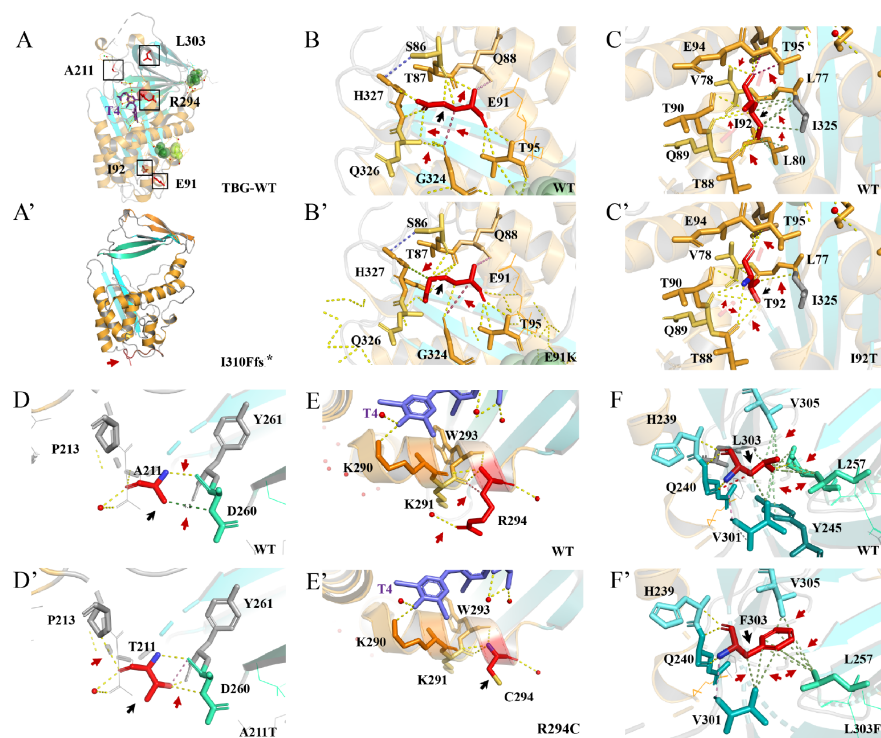 A
L303
A211
R294
T4
I92
E91
TBG-WT
B
S86
Q88
T87
H327
E91
T95
Q326
G324
WT
C
E94
T95
V78
L77
T90
I92
I325
Q89
L80
T88
WT
A'
I310Ffs*
B'
S86
Q88
T87
H327
E91
T95
Q326
G324
E91K
C'
E94
T95
V78
L77
T90
T92
I325
Q89
T88
I92T
D
Y261
P213
A211
D260
WT
E
T4
W293
K290
K291
R294
WT
F
H239
V305
L303
L257
Q240
Y245
V301
WT
D'
Y261
P213
T211
D260
A211T
E'
T4
W293
K290
K291
C294
R294C
F'
H239
V305
F303
Q240
L257
V301
L303F